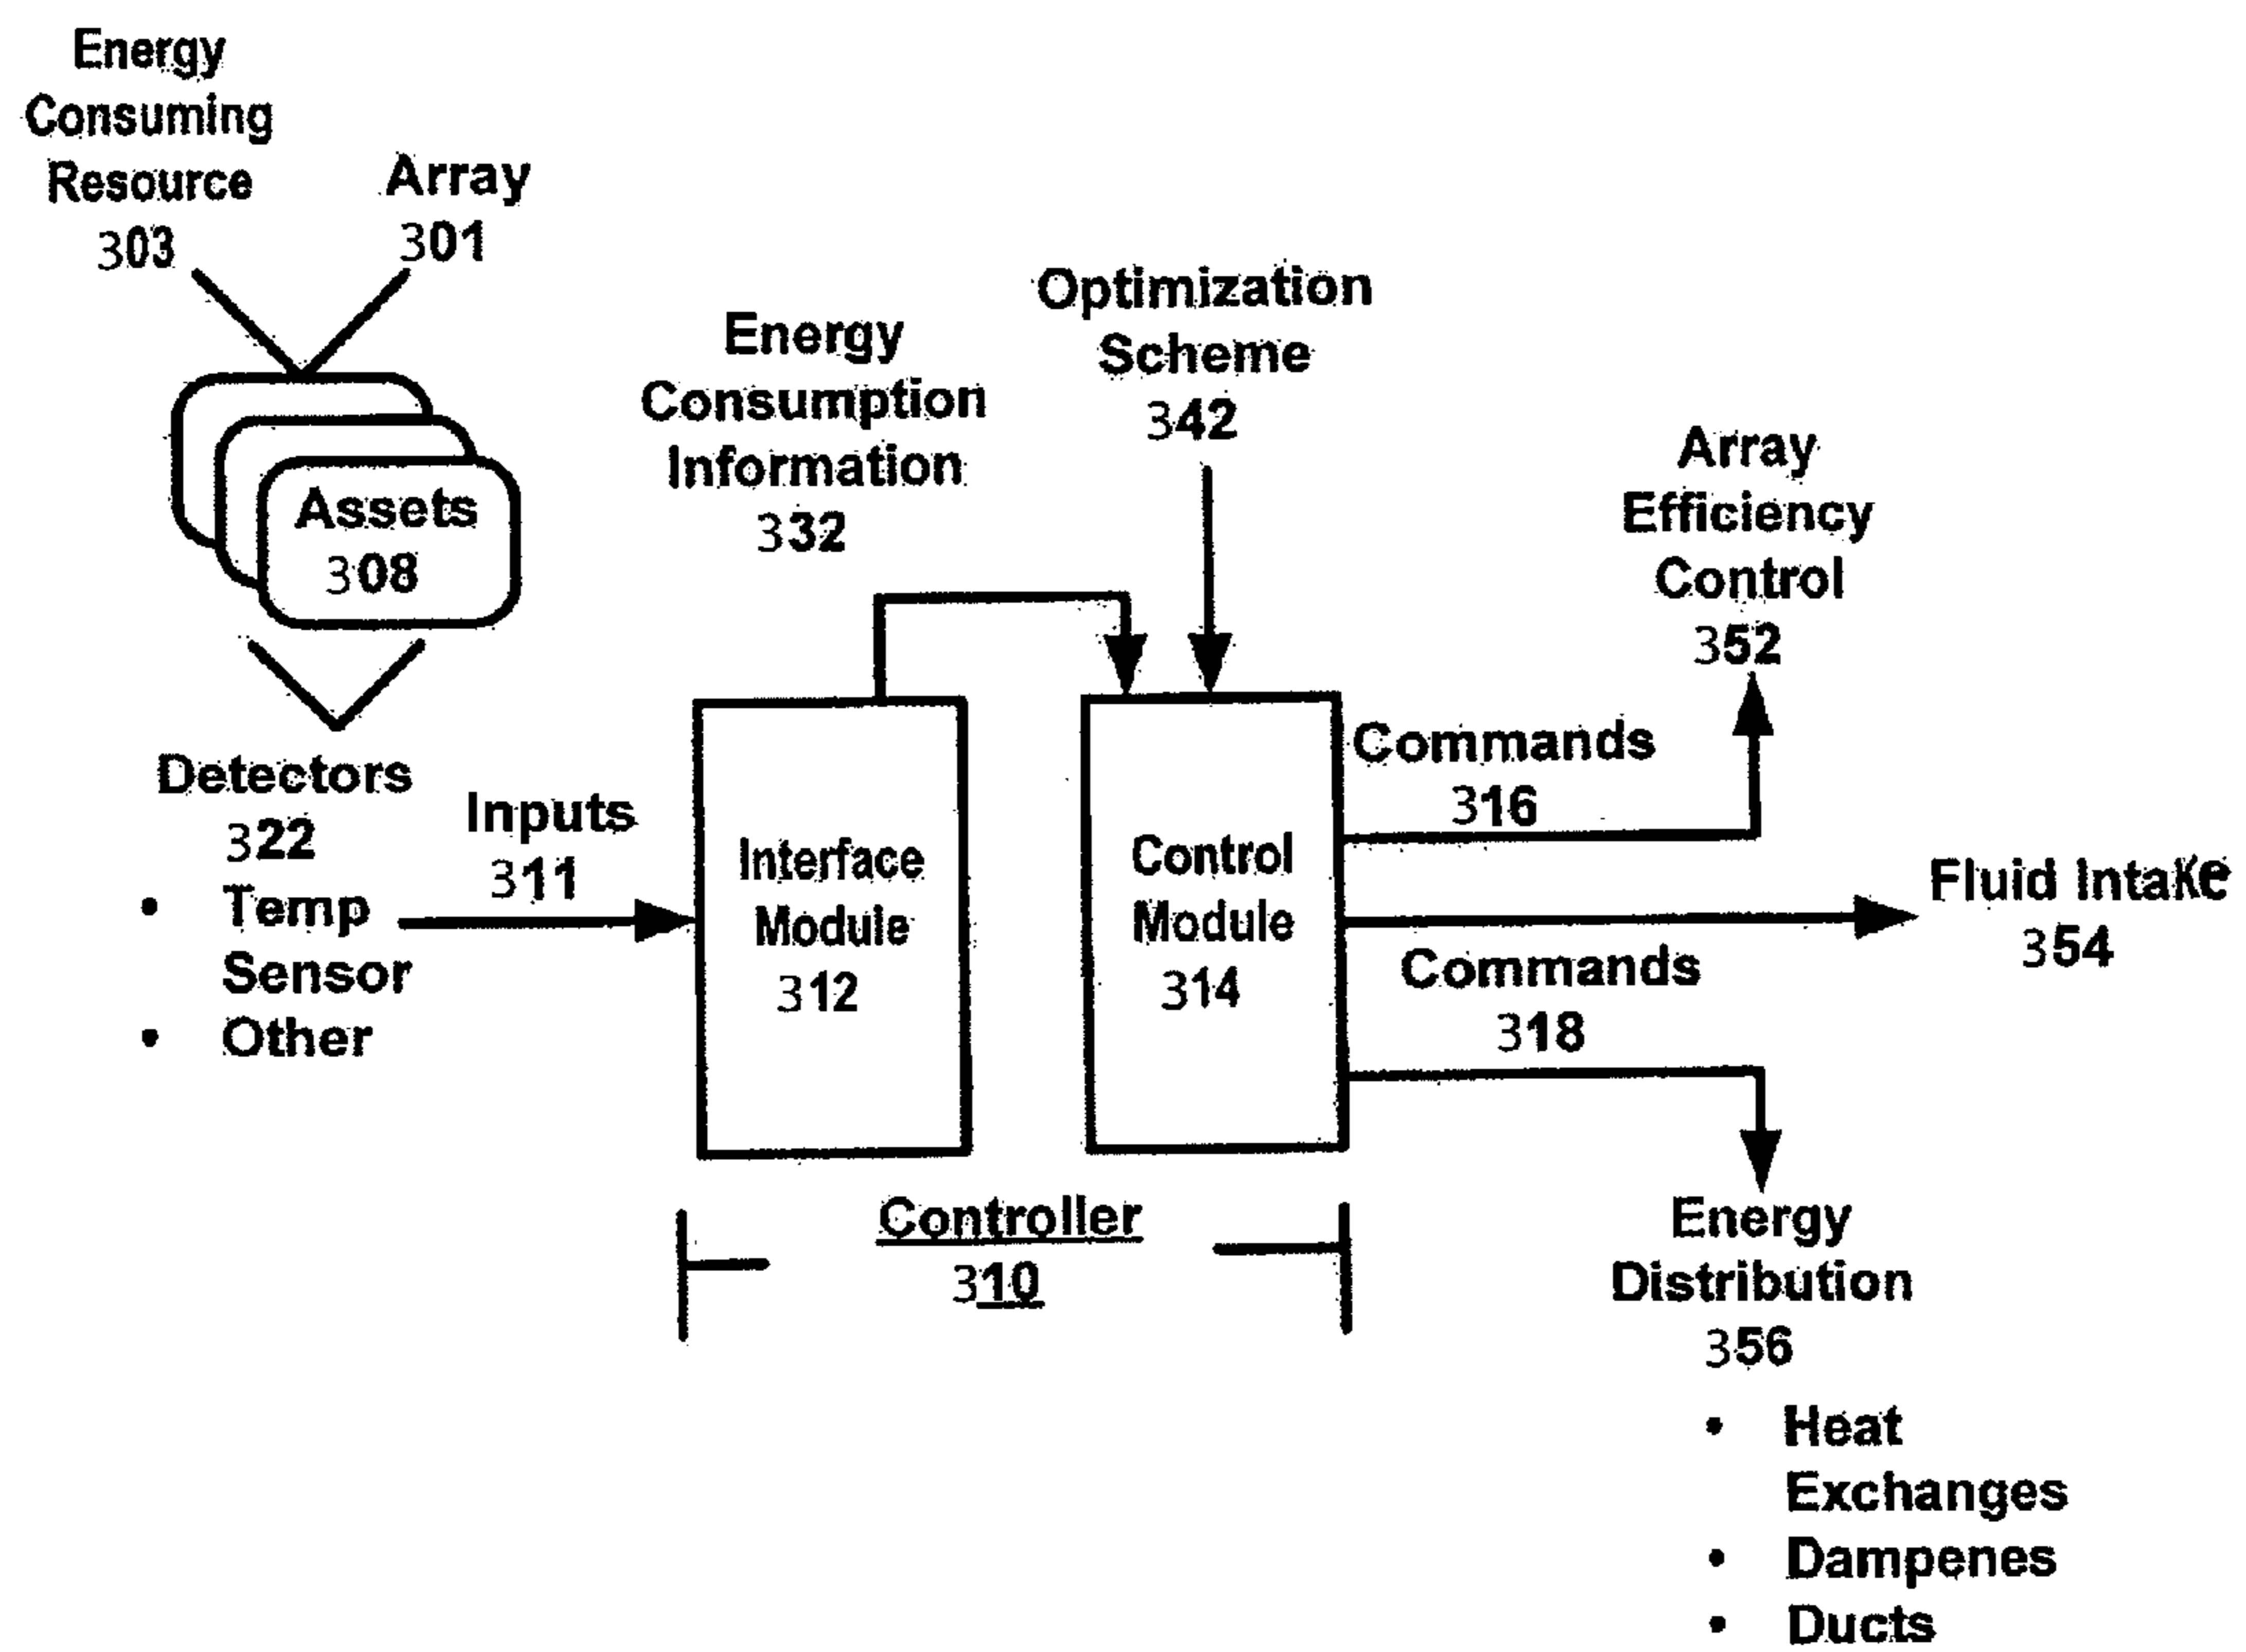 Energy
Consuming
Resource
303
Array
301
Assets
308
Detectors
322
• Temp
Sensor
• Other
Inputs
311
Energy
Consumption
Information
332
Optimization
Scheme
342
Interface
Module
312
Control
Module
314
Controller
310
Commands
316
Array
Efficiency
Control
352
Fluid Intake
354
Commands
318
Energy
Distribution
356
• Heat
Exchanges
• Dampenes
• Ducts